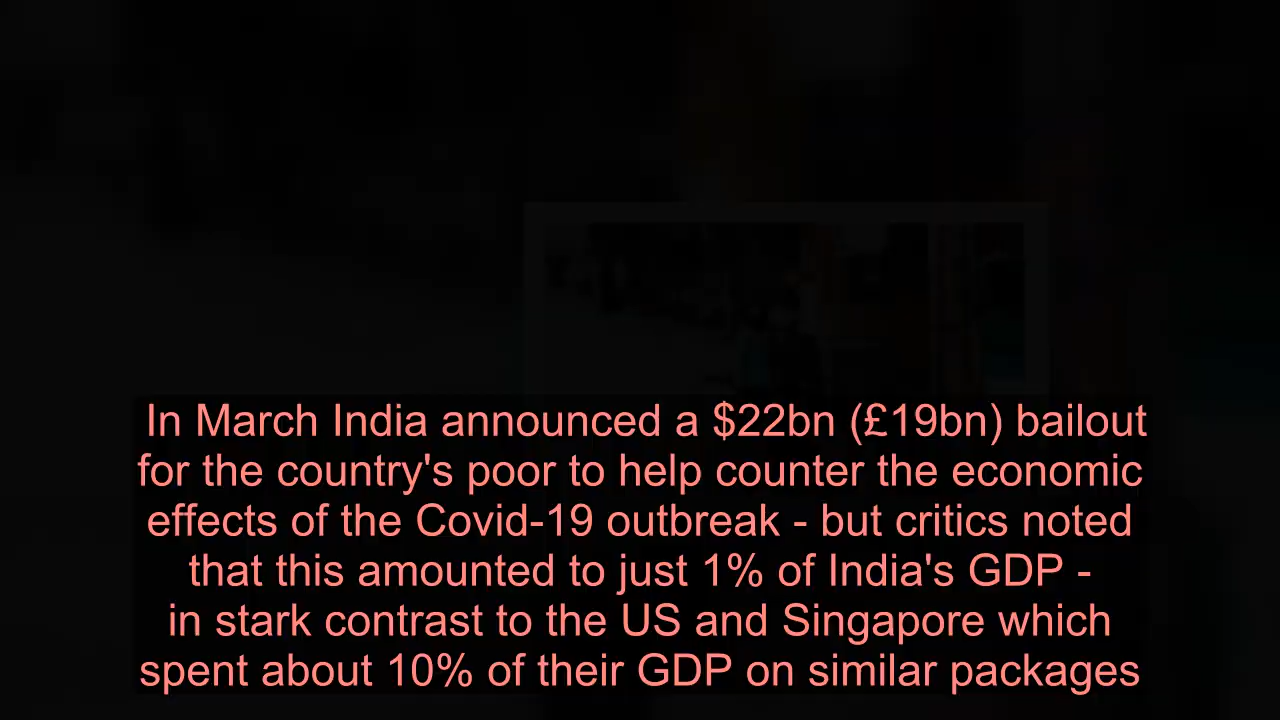 In March India announced a $22bn (£19bn) bailout
for the country's poor to help counter the economic
effects of the Covid-19 outbreak - but critics noted
that this amounted to just 1% of India's GDP -
in stark contrast to the US and Singapore which
spent about 10% of their GDP on similar packages